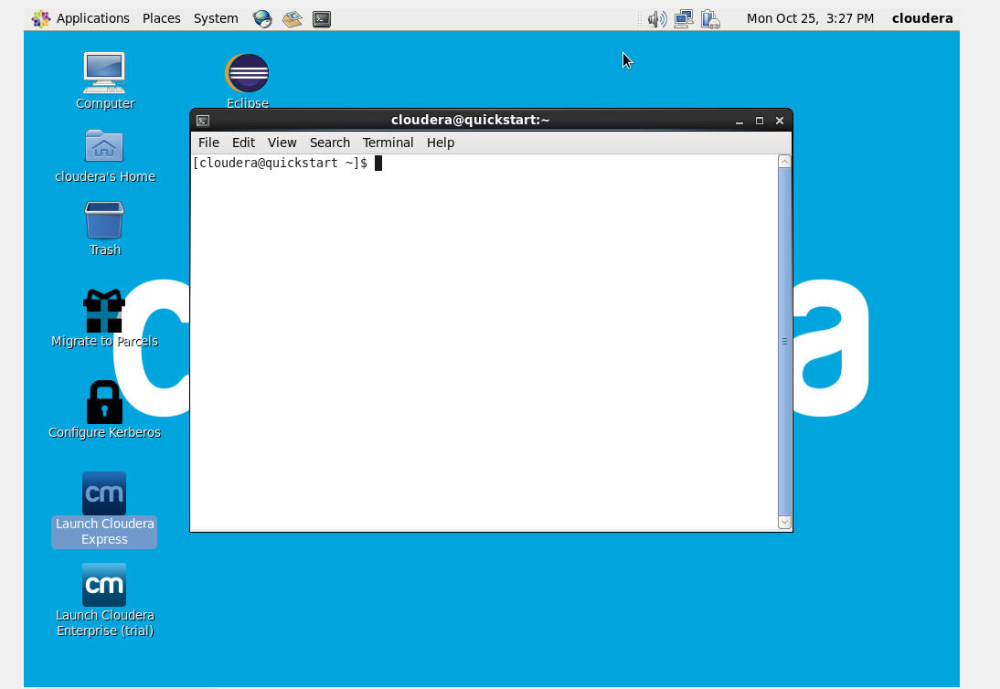 Applications Places System Mon Oct 25, 3:27 PM cloudera
Computer
Eclipse
cloudera@quickstart:~
File Edit View Search Terminal Help
[cloudera@quickstart ~]$
cloudera's Home
Trash
Migrate to Parcels
Configure Kerberos
cm
Launch Cloudera
Express
cm
Launch Cloudera
Enterprise (trial)
c
a